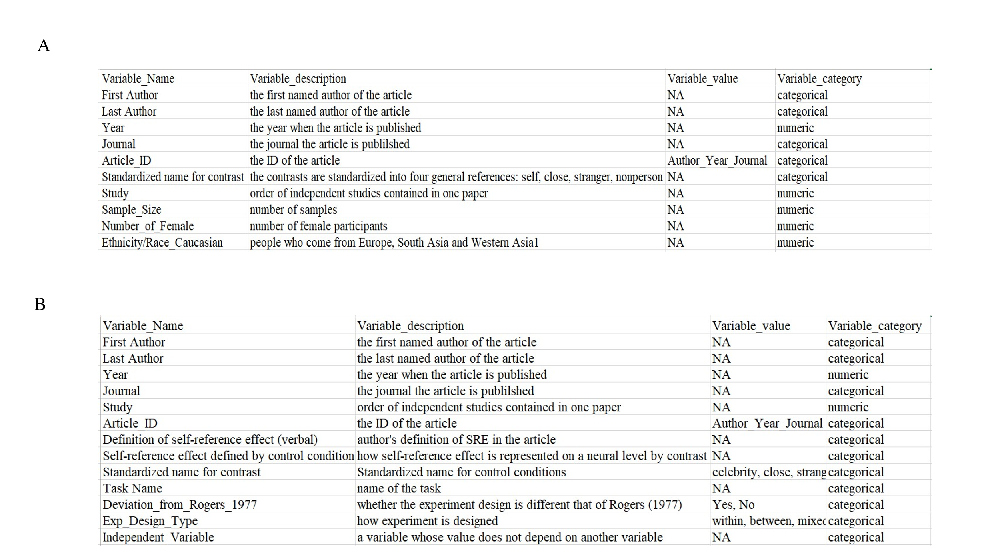 A
Variable_Name Variable_description Variable_value Variable_category
First Author the first named author of the article NA categorical
Last Author the last named author of the article NA categorical
Year the year when the article is published NA numeric
Journal the journal the article is publilshed NA categorical
Article_ID the ID of the article Author_Year_Journal categorical
Standardized name for contrast the contrasts are standardized into four general references: self, close, stranger, nonperson NA categorical
Study order of independent studies contained in one paper NA numeric
Sample_Size number of samples NA numeric
Number_of_Female number of female participants NA numeric
Ethnicity/Race_Caucasian people who come from Europe, South Asia and Western Asia1 NA numeric
B
Variable_Name Variable_description Variable_value Variable_category
First Author the first named author of the article NA categorical
Last Author the last named author of the article NA categorical
Year the year when the article is published NA numeric
Journal the journal the article is publilshed NA categorical
Study order of independent studies contained in one paper NA numeric
Article_ID the ID of the article Author_Year_Journal categorical
Definition of self-reference effect (verbal) author's definition of SRE in the article NA categorical
Self-reference effect defined by control condition how self-reference effect is represented on a neural level by contrast NA categorical
Standardized name for contrast Standardized name for control conditions celebrity, close, strang categorical
Task Name name of the task NA categorical
Deviation_from_Rogers_1977 whether the experiment design is different that of Rogers (1977) Yes, No categorical
Exp_Design_Type how experiment is designed within, between, mixed categorical
Independent_Variable a variable whose value does not depend on another variable NA categorical